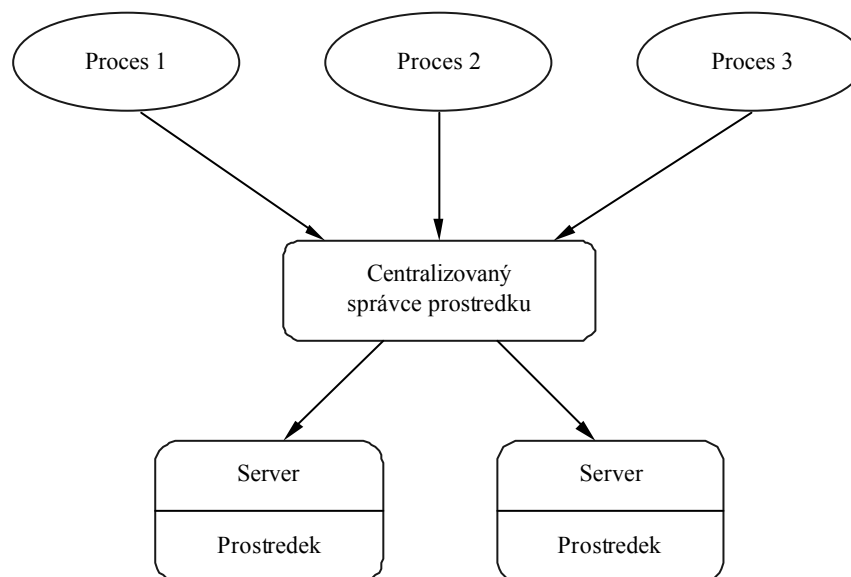 Proces 1
Proces 2
Proces 3
Centralizovaný
správce prostredku
Server
Server
Prostredek
Prostredek